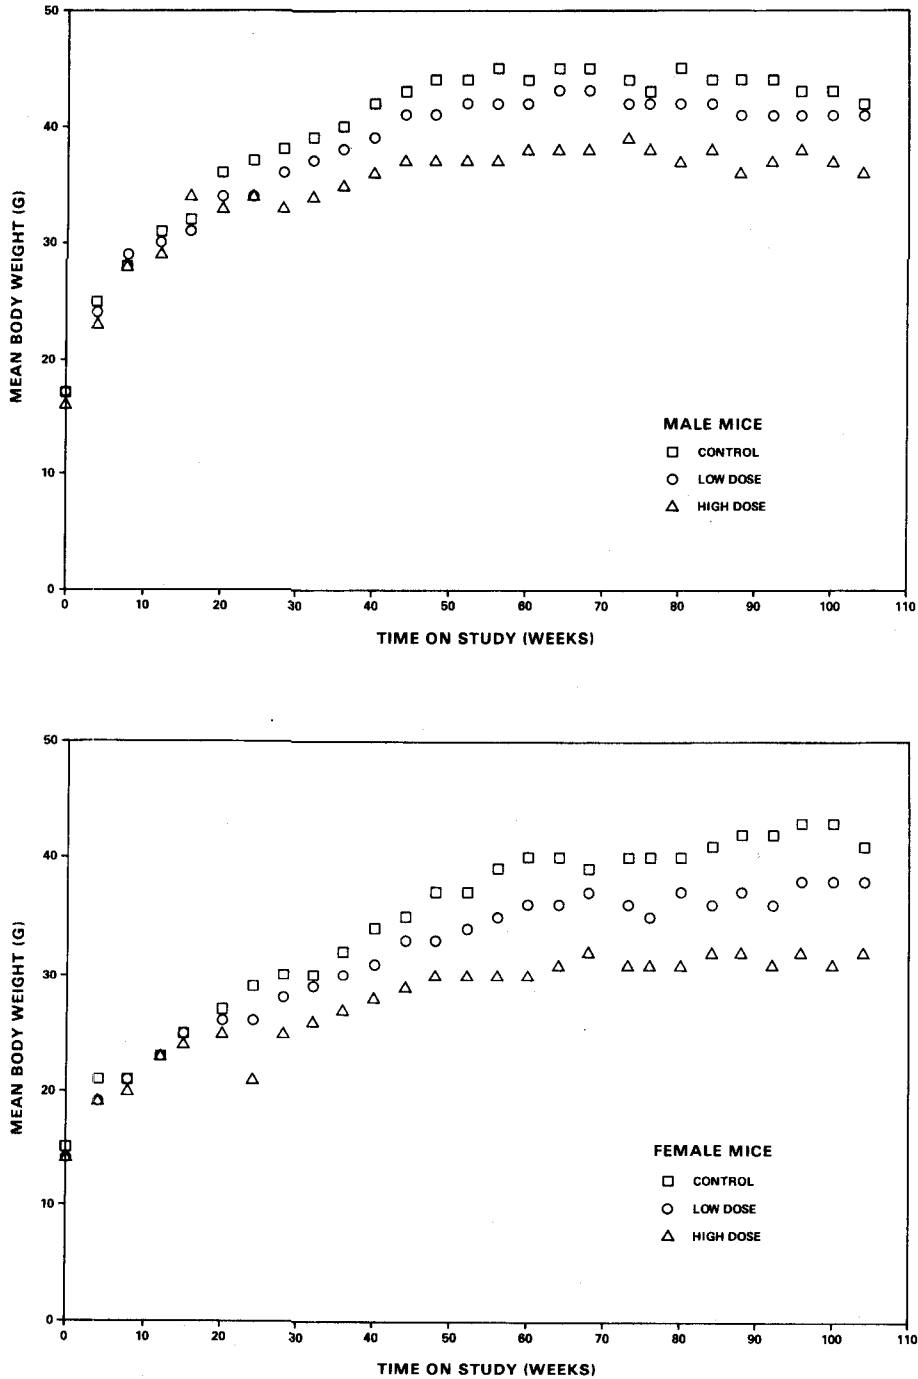 50
40
30
20
10
0
MEAN BODY WEIGHT (G)
MALE MICE
CONTROL
LOW DOSE
HIGH DOSE
0 10 20 30 40 50 60 70 80 90 100 110
TIME ON STUDY (WEEKS)
50
40
30
20
10
0
MEAN BODY WEIGHT (G)
FEMALE MICE
CONTROL
LOW DOSE
HIGH DOSE
0 10 20 30 40 50 60 70 80 90 100 110
TIME ON STUDY (WEEKS)